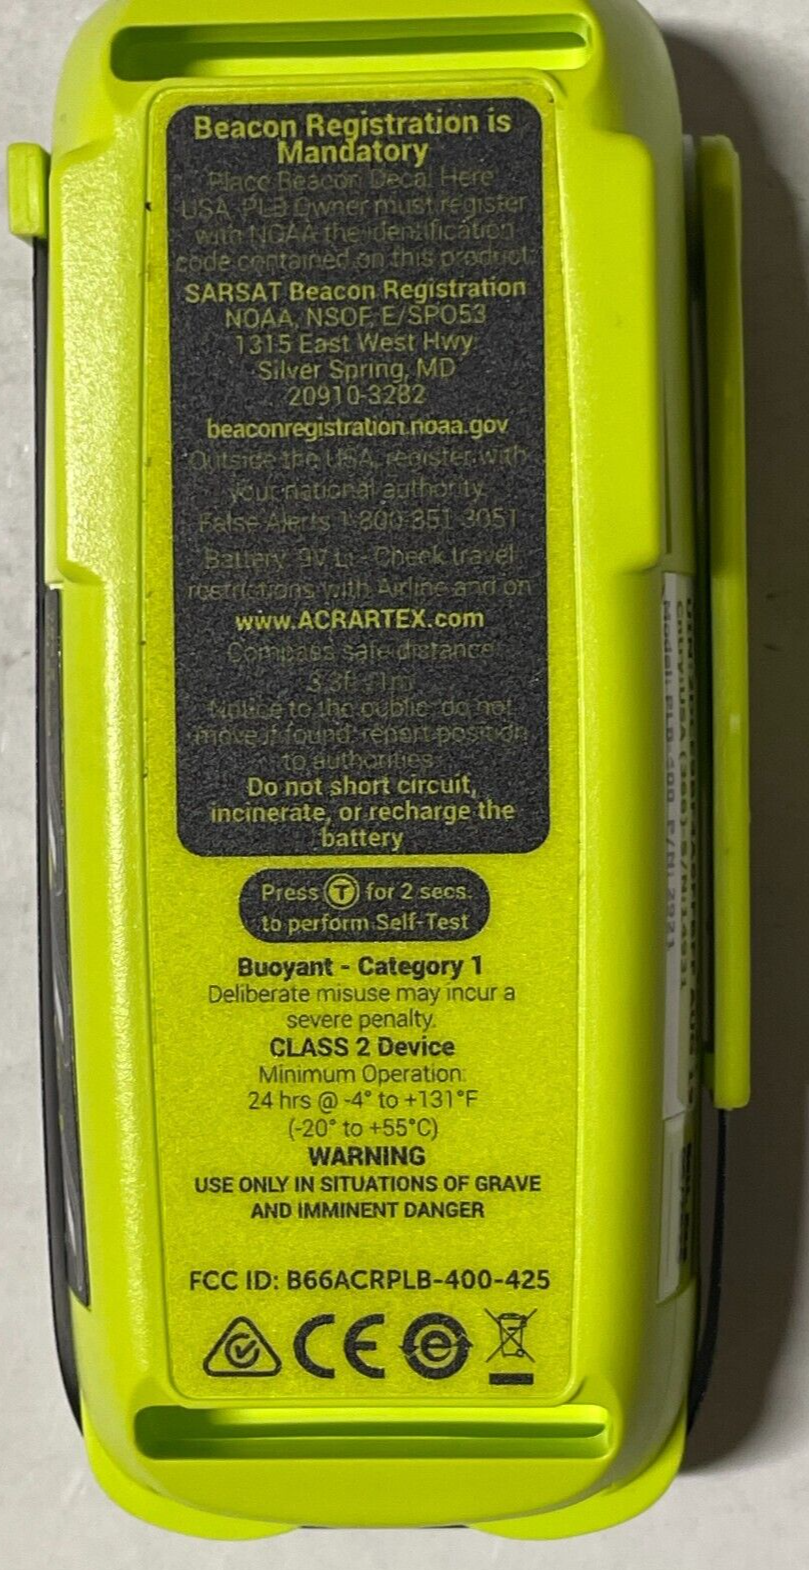 Beacon Registration is
Mandatory
Place Beacon Decal Here
USA, PLB Owner must register
with NOAA the identification
code contained on this product.
SARSAT Beacon Registration
NOAA, NSOF, E/SPO53
1315 East West Hwy.
Silver Spring, MD
20910-3282
beaconregistration.noaa.gov
Outside the USA, register with
your national authority.
False Alerts 1-800-851-3051
Battery: 9V Li - Check travel
restrictions with Airline and on
www.ACRARTEX.com
Compass safe distance
3.3ft /1m
Notice to the public: do not
move if found; report position
to authorities.
Do not short circuit,
incinerate, or recharge the
battery
Press T for 2 secs.
to perform Self-Test
Buoyant - Category 1
Deliberate misuse may incur a
severe penalty.
CLASS 2 Device
Minimum Operation:
24 hrs @ -4° to +131°F
(-20° to +55°C)
WARNING
USE ONLY IN SITUATIONS OF GRAVE
AND IMMINENT DANGER
FCC ID: B66ACRPLB-400-425
CE
e
Model: PLB-400 P/N: 2921